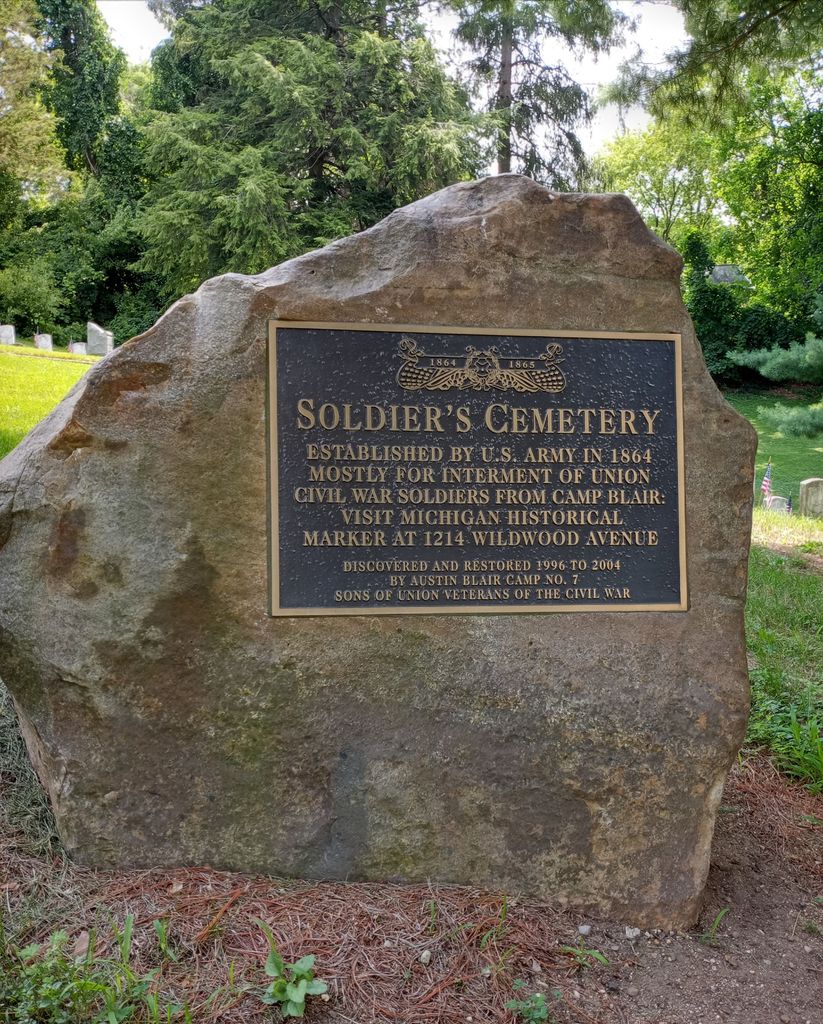 1864 1865
SOLDIER'S CEMETERY
ESTABLISHED BY U.S. ARMY IN 1864
MOSTLY FOR INTERMENT OF UNION
CIVIL WAR SOLDIERS FROM CAMP BLAIR:
VISIT MICHIGAN HISTORICAL
MARKER AT 1214 WILDWOOD AVENUE
DISCOVERED AND RESTORED 1996 TO 2004
BY AUSTIN BLAIR CAMP NO. 7
SONS OF UNION VETERANS OF THE CIVIL WAR